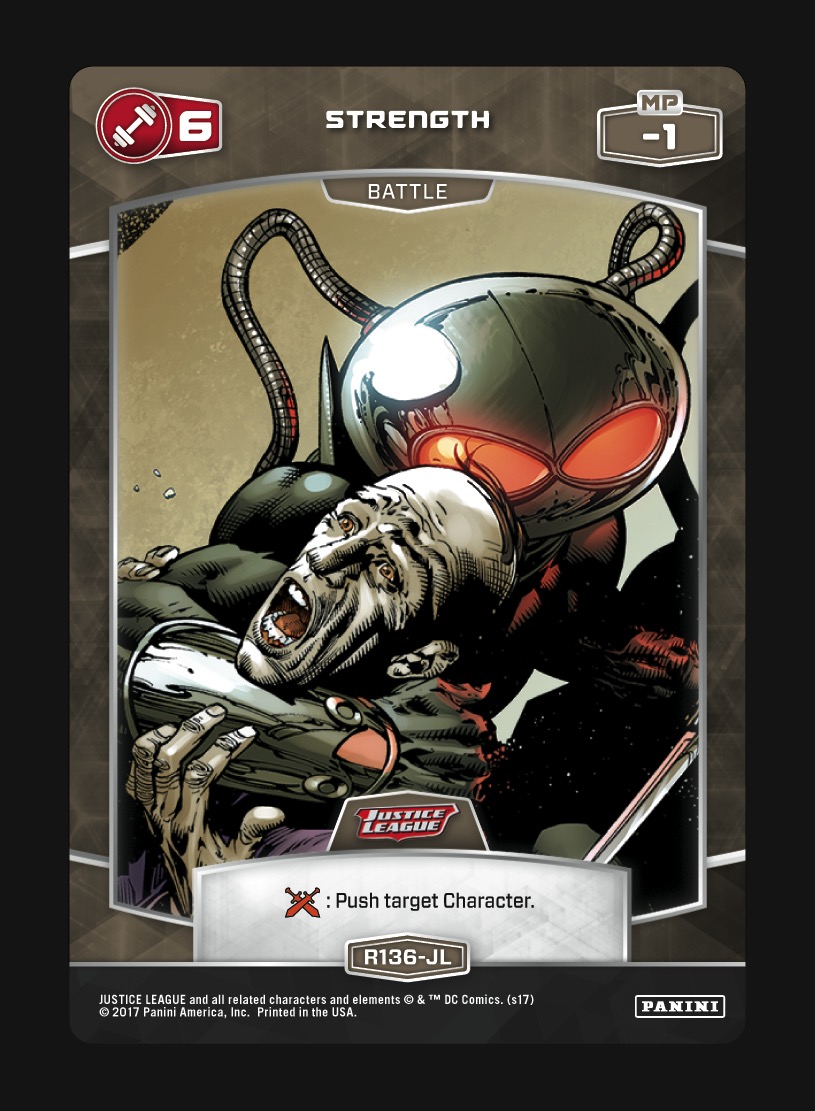 6
STRENGTH
MP
-1
BATTLE
JUSTICE
LEAGUE
: Push target Character.
R136-JL
JUSTICE LEAGUE and all related characters and elements © & ™ DC Comics. (s17)
© 2017 Panini America, Inc.  Printed in the USA.
PANINI